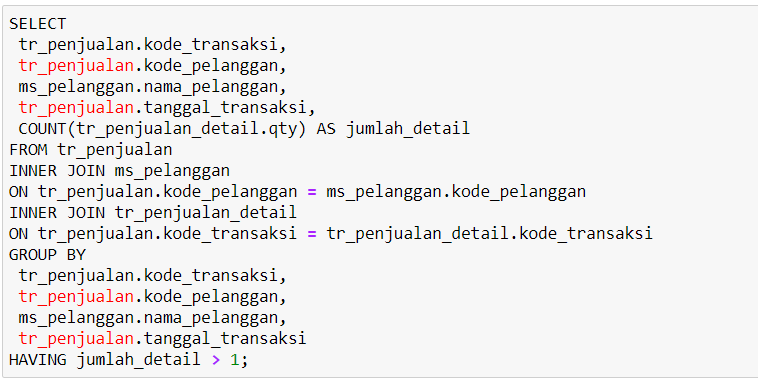 SELECT
tr_penjualan.kode_transaksi,
tr_penjualan.kode_pelanggan,
ms_pelanggan.nama_pelanggan,
tr_penjualan.tanggal_transaksi,
COUNT(tr_penjualan_detail.qty) AS jumlah_detail
FROM tr_penjualan
INNER JOIN ms_pelanggan
ON tr_penjualan.kode_pelanggan = ms_pelanggan.kode_pelanggan
INNER JOIN tr_penjualan_detail
ON tr_penjualan.kode_transaksi = tr_penjualan_detail.kode_transaksi
GROUP BY
tr_penjualan.kode_transaksi,
tr_penjualan.kode_pelanggan,
ms_pelanggan.nama_pelanggan,
tr_penjualan.tanggal_transaksi
HAVING jumlah_detail > 1;